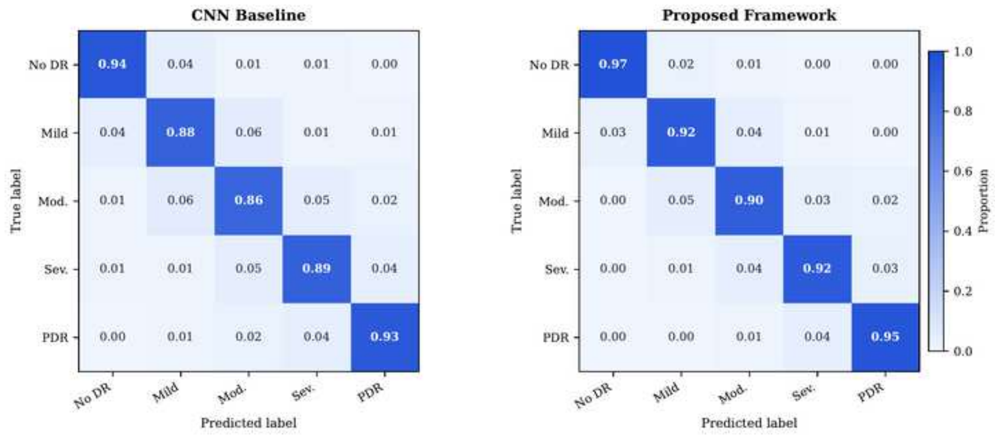 CNN Baseline
No DR 0.94 0.04 0.01 0.01 0.00
Mild 0.04 0.88 0.06 0.01 0.01
Mod. 0.01 0.06 0.86 0.05 0.02
Sev. 0.01 0.01 0.05 0.89 0.04
PDR 0.00 0.01 0.02 0.04 0.93
True label
No DR Mild Mod. Sev. PDR
Predicted label
Proposed Framework
No DR 0.97 0.02 0.01 0.00 0.00
Mild 0.03 0.92 0.04 0.01 0.00
Mod. 0.00 0.05 0.90 0.03 0.02
Sev. 0.00 0.01 0.04 0.92 0.03
PDR 0.00 0.00 0.01 0.04 0.95
True label
No DR Mild Mod. Sev. PDR
Predicted label
1.0
0.8
0.6
0.4
0.2
0.0
Proportion